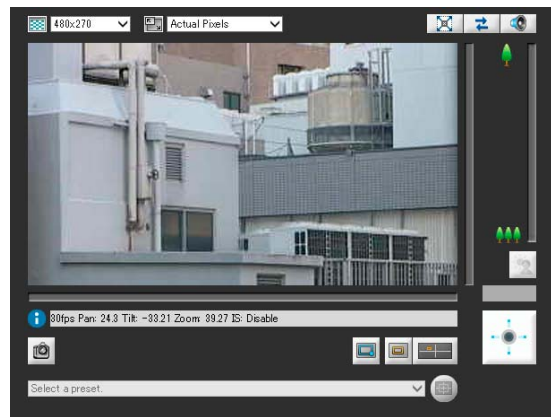 480x270
Actual Pixels
30fps Pan: 24.3 Tilt: -33.21 Zoom: 39.27 IS: Disable
Select a preset.